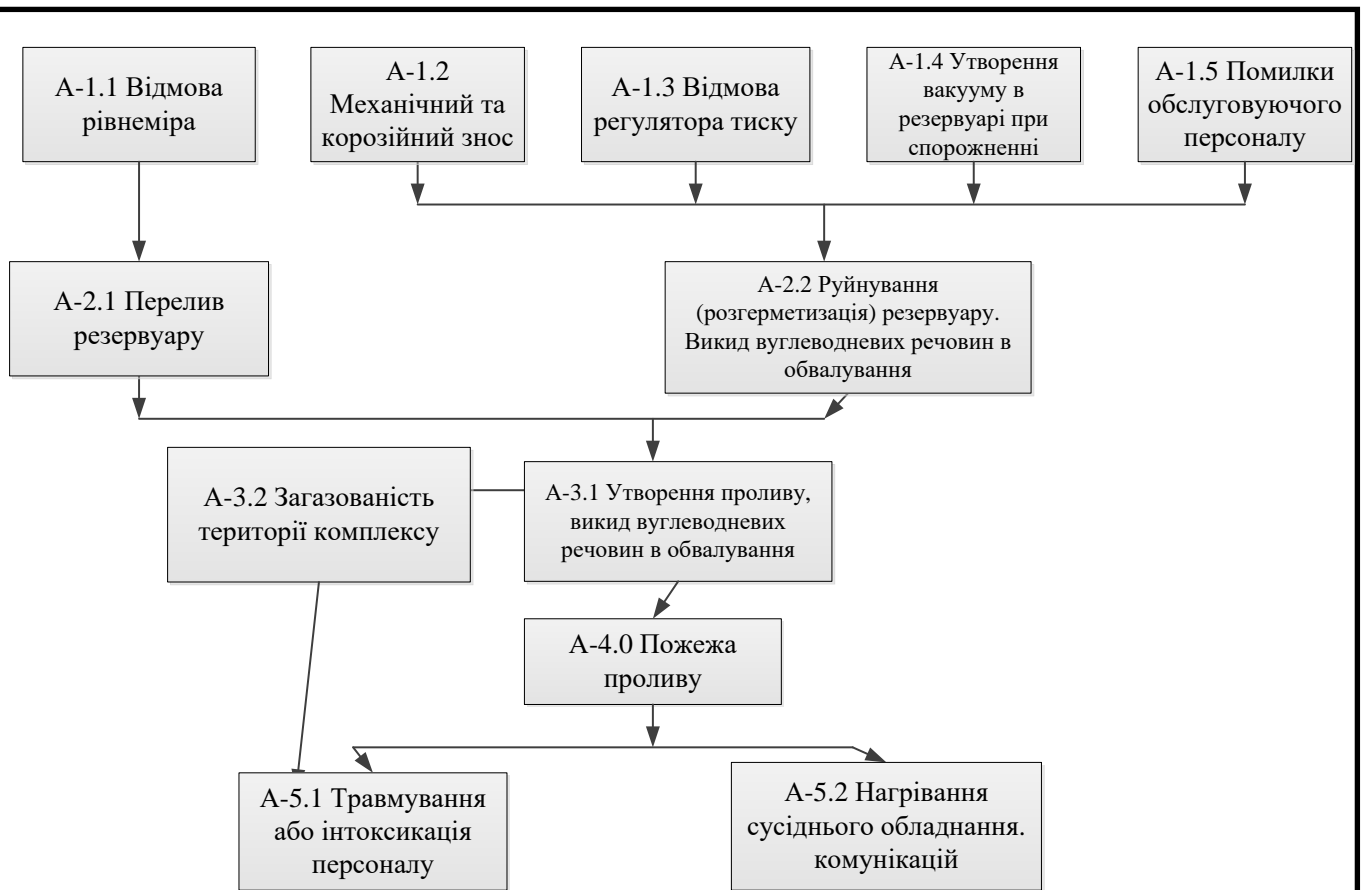 А-1.1 Відмова
рівнеміра
А-1.2
Механічний та
корозійний знос
А-1.3 Відмова
регулятора тиску
А-1.4 Утворення
вакууму в
резервуарі при
спорожненні
А-1.5 Помилки
обслуговуючого
персоналу
А-2.1 Перелив
резервуару
А-2.2 Руйнування
(розгерметизація) резервуару.
Викид вуглеводневих речовин в
обвалування
А-3.2 Загазованість
території комплексу
А-3.1 Утворення проливу,
викид вуглеводневих
речовин в обвалування
А-4.0 Пожежа
проливу
А-5.1 Травмування
або інтоксикація
персоналу
А-5.2 Нагрівання
сусіднього обладнання.
комунікацій